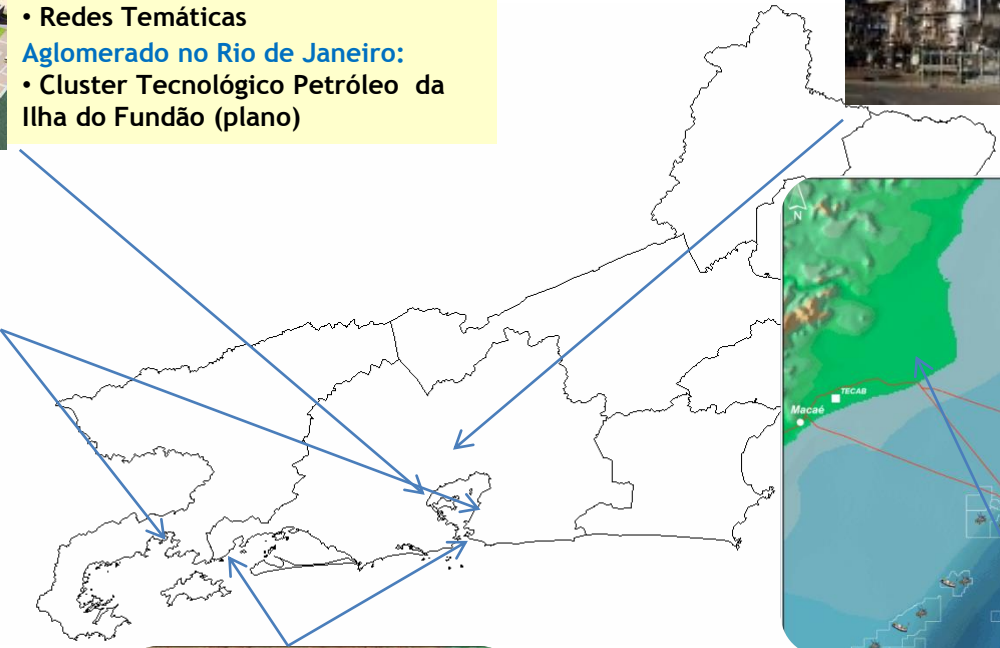 • Redes Temáticas
Aglomerado no Rio de Janeiro:
• Cluster Tecnológico Petróleo da
Ilha do Fundão (plano)
N
TECAB
Macaé